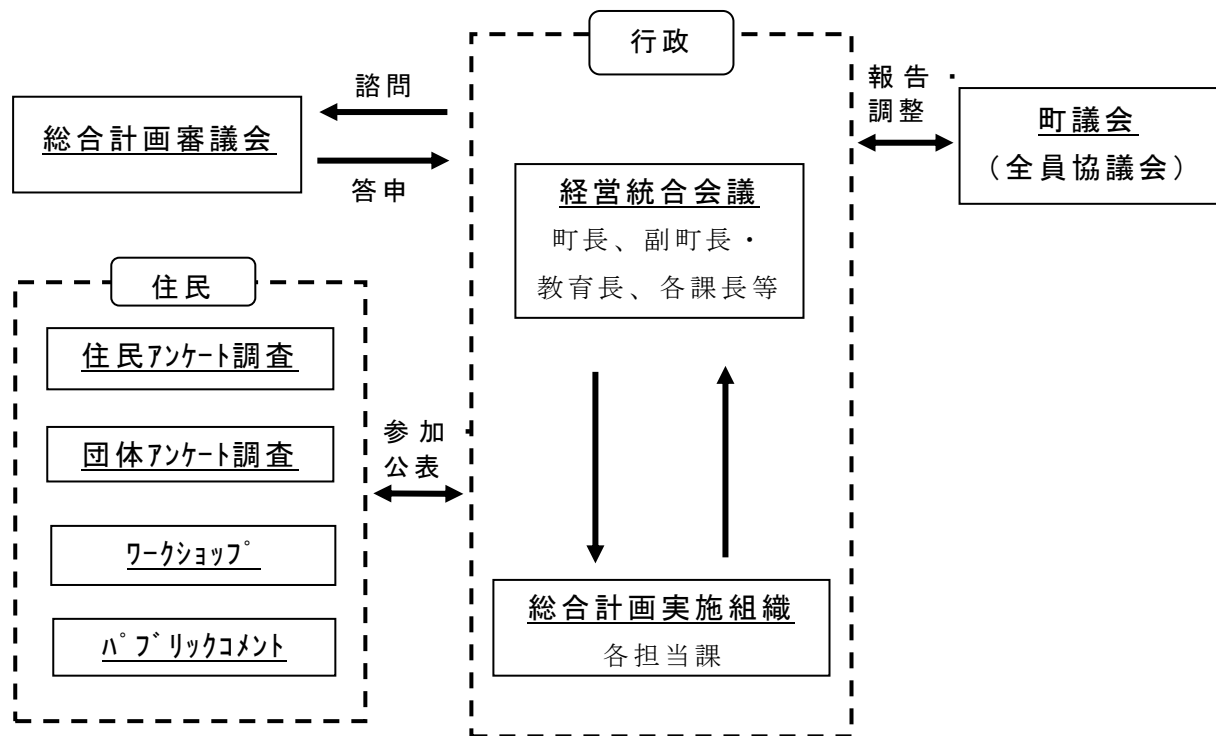 行政
諮問
総合計画審議会
答申
報告・
調整
町議会
（全員協議会）
経営統合会議
町長、副町長・
教育長、各課長等
住民
住民ｱﾝｹｰﾄ調査
団体ｱﾝｹｰﾄ調査
ﾜｰｸｼｮｯﾌﾟ
ﾊﾟﾌﾞﾘｯｸｺﾒﾝﾄ
参加・
公表
総合計画実施組織
各担当課